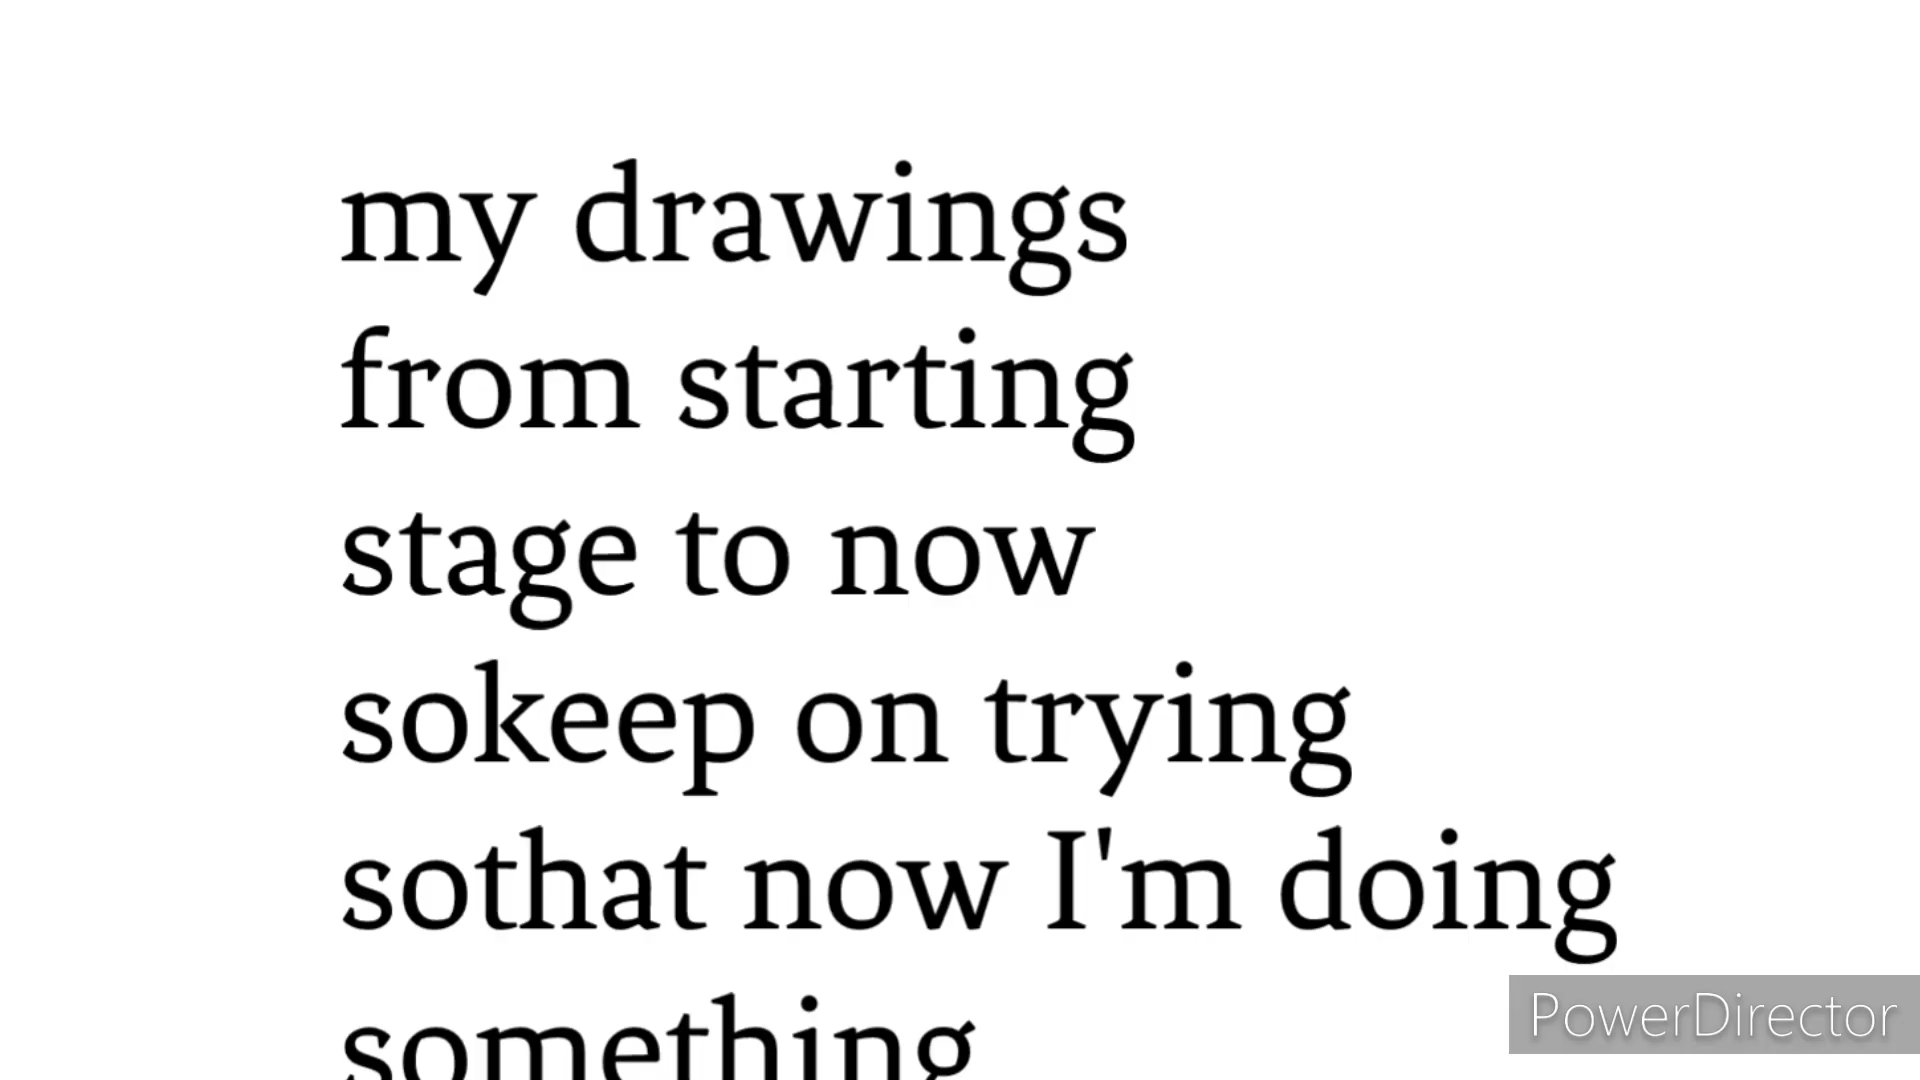 my drawings
from starting
stage to now
sokeep on trying
sothat now I'm doing
something
PowerDirector